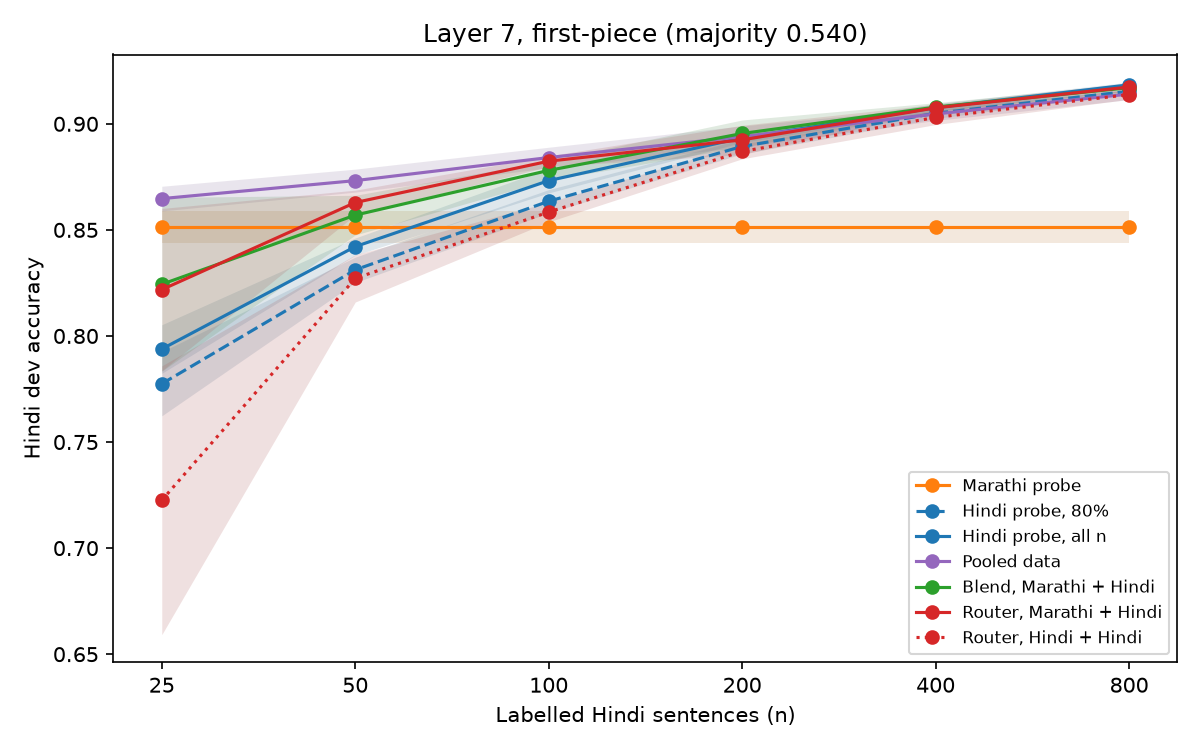 Layer 7, first-piece (majority 0.540)
Hindi dev accuracy
0.90
0.85
0.80
0.75
0.70
0.65
Marathi probe
Hindi probe, 80%
Hindi probe, all n
Pooled data
Blend, Marathi + Hindi
Router, Marathi + Hindi
Router, Hindi + Hindi
25 50 100 200 400 800
Labelled Hindi sentences (n)